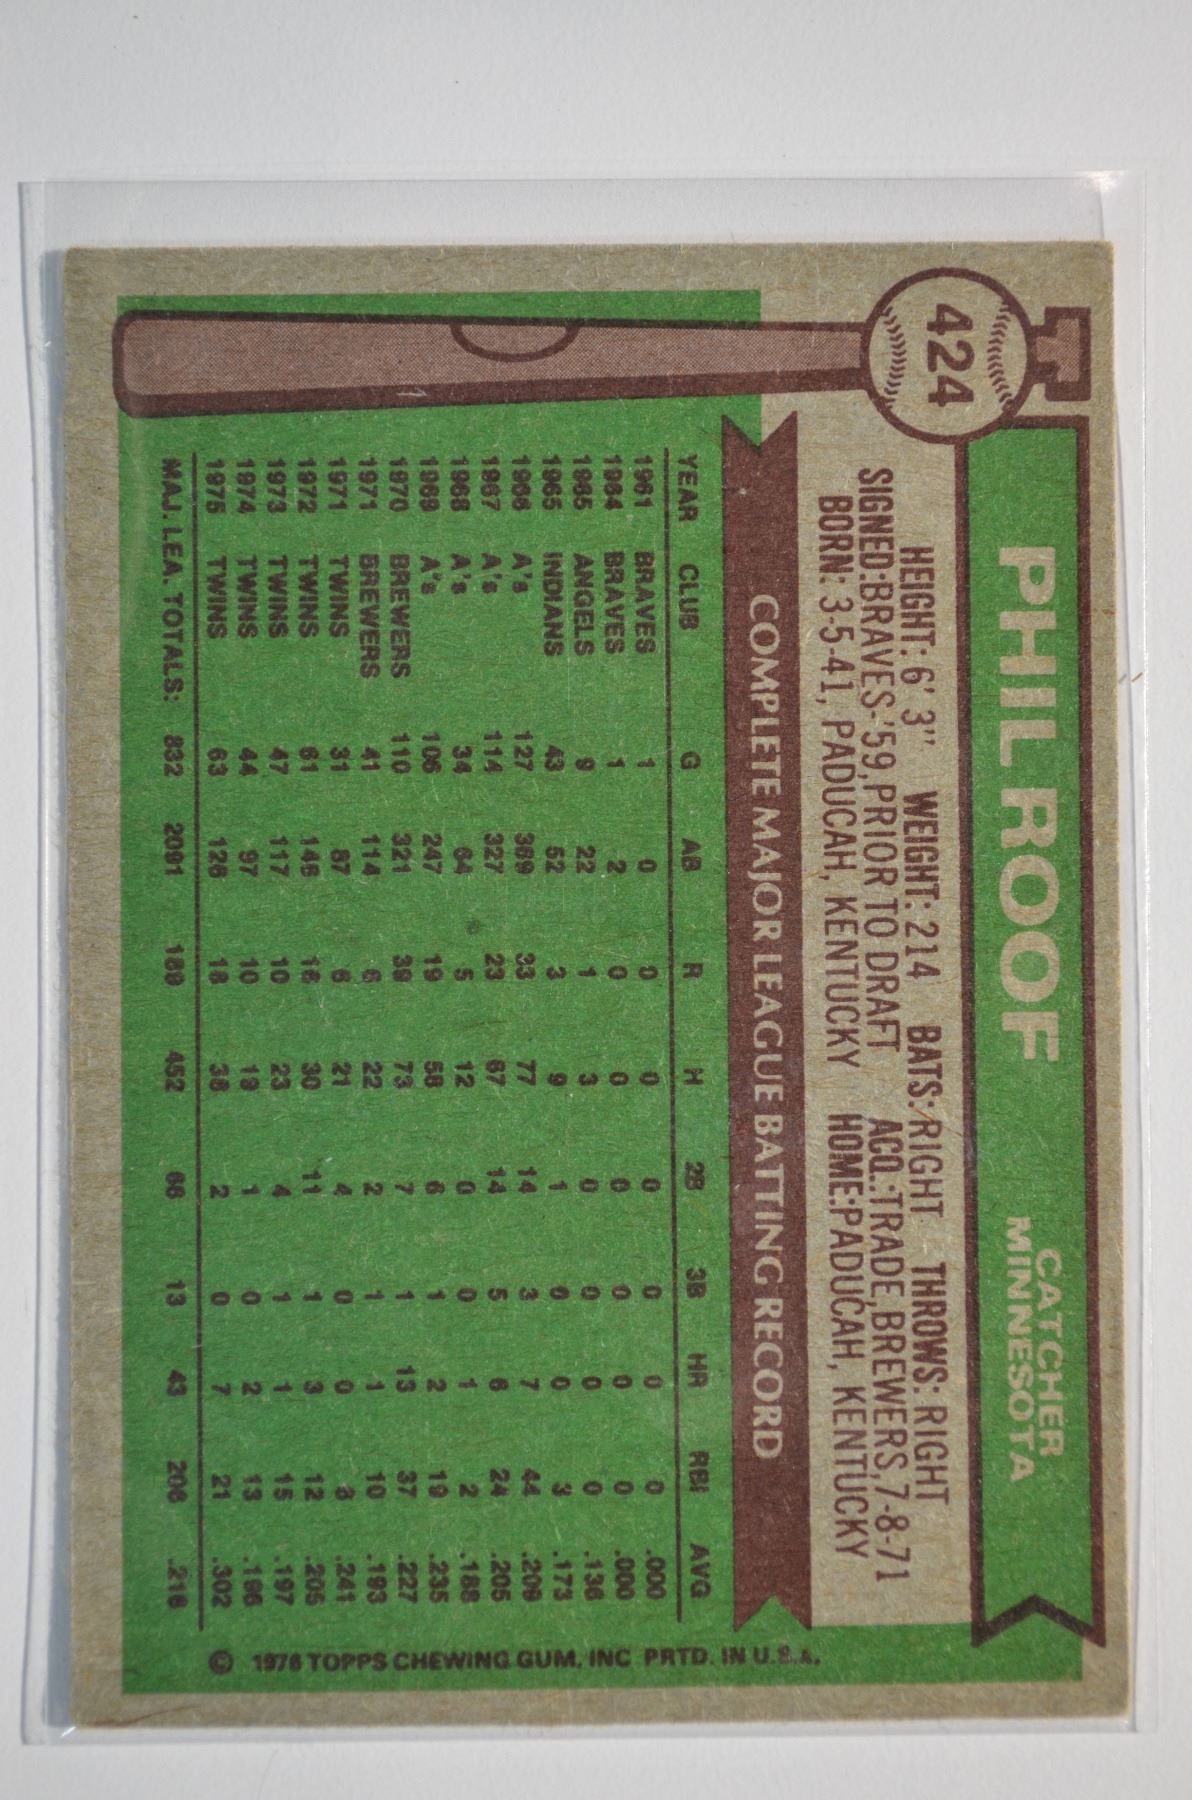 424
PHIL ROOF
CATCHER
MINNESOTA
HEIGHT: 6' 3" WEIGHT: 214 BATS: RIGHT THROWS: RIGHT
SIGNED: BRAVES-'59, PRIOR TO DRAFT ACQ.: TRADE, BREWERS, 7-8-71
BORN: 3-5-41, PADUCAH, KENTUCKY HOME: PADUCAH, KENTUCKY
COMPLETE MAJOR LEAGUE BATTING RECORD
YEAR CLUB G AB R H 2B 3B HR RBI AVG
1961 BRAVES 1 0 0 0 0 0 0 0 .000
1964 BRAVES 1 2 0 0 0 0 0 0 .000
1965 ANGELS 9 22 1 3 0 0 0 0 .136
1965 INDIANS 43 52 3 9 1 0 0 3 .173
1966 A's 127 369 33 77 14 3 7 44 .209
1967 A's 114 327 23 67 14 5 6 24 .205
1968 A's 34 64 5 12 0 0 1 2 .188
1969 A's 106 247 19 58 6 1 2 19 .235
1970 BREWERS 110 321 39 73 7 1 13 37 .227
1971 BREWERS 41 114 6 22 2 1 1 10 .193
1971 TWINS 31 87 6 21 4 0 0 .241
1972 TWINS 61 146 16 30 11 1 3 12 .205
1973 TWINS 47 117 10 23 4 1 1 15 .197
1974 TWINS 44 97 10 19 1 0 2 13 .196
1975 TWINS 63 126 18 38 2 0 7 21 .302
MAJ. LEA. TOTALS: 832 2091 189 452 66 13 43 208 .216
© 1976 TOPPS CHEWING GUM, INC PRTD. IN U.S.A.